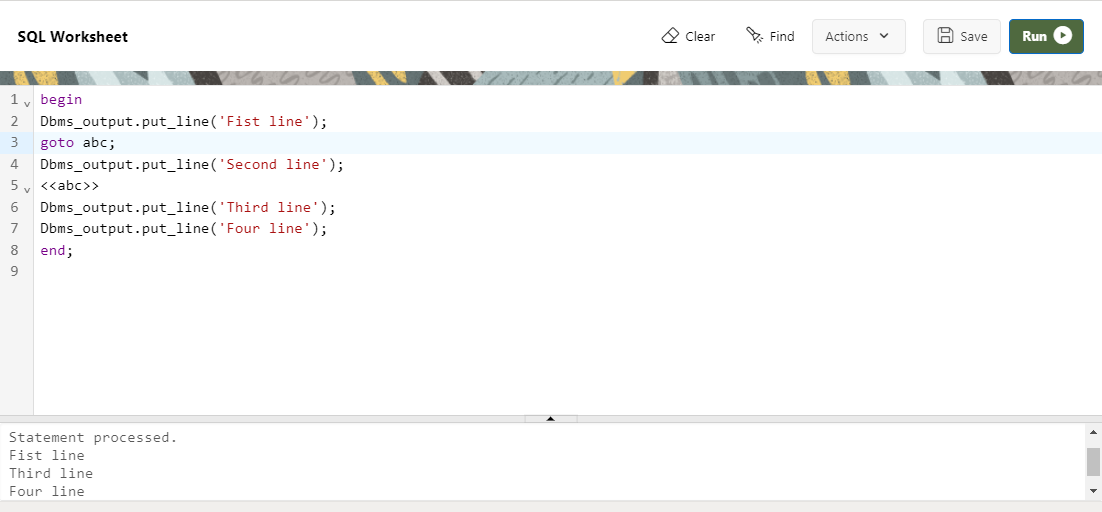 SQL Worksheet Clear Find Actions Save Run
1 begin
2 Dbms_output.put_line('Fist line');
3 goto abc;
4 Dbms_output.put_line('Second line');
5 <<abc>>
6 Dbms_output.put_line('Third line');
7 Dbms_output.put_line('Four line');
8 end;
9
Statement processed.
Fist line
Third line
Four line